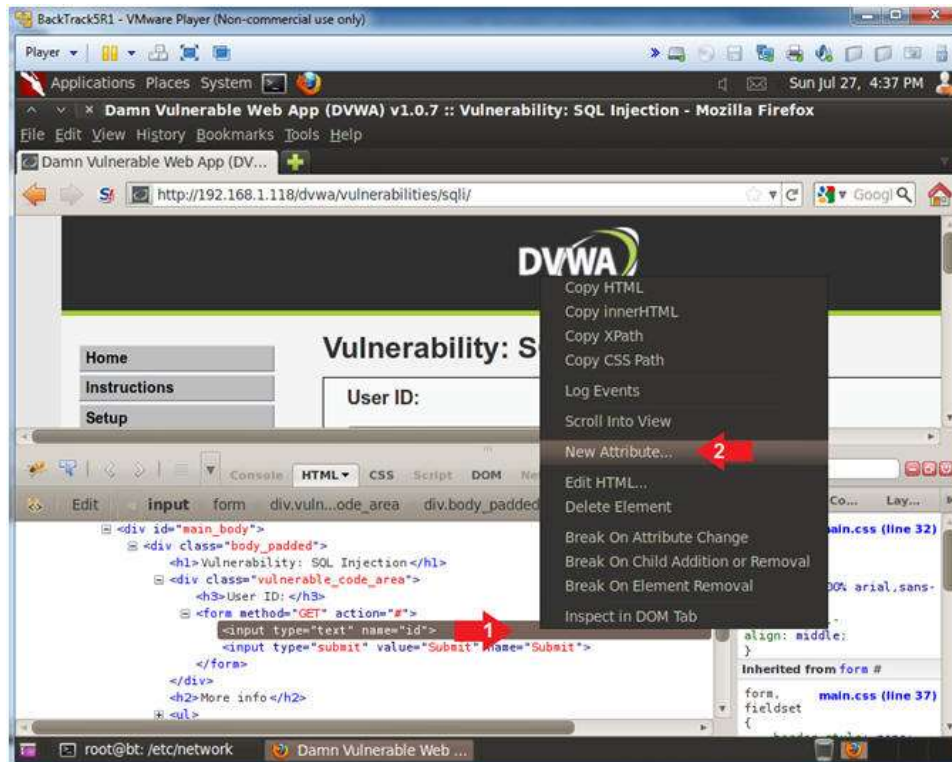 BackTrack5R1 - VMware Player (Non-commercial use only)
Player
»
Applications Places System
Sun Jul 27, 4:37 PM
Damn Vulnerable Web App (DVWA) v1.0.7 :: Vulnerability: SQL Injection - Mozilla Firefox
File Edit View History Bookmarks Tools Help
Damn Vulnerable Web App (DV...
http://192.168.1.118/dvwa/vulnerabilities/sqli/
Googl
DVWA
Home
Instructions
Setup
Vulnerability: S
User ID:
Copy HTML
Copy innerHTML
Copy XPath
Copy CSS Path
Log Events
Scroll Into View
New Attribute...
2
Edit HTML...
Delete Element
Break On Attribute Change
Break On Child Addition or Removal
Break On Element Removal
Inspect in DOM Tab
Console HTML CSS Script DOM Ne
Edit input form div.vuln...ode_area div.body_padded
Co... Lay...
<div id="main_body">
<div class="body_padded">
<h1>Vulnerability: SQL Injection</h1>
<div class="vulnerable_code_area">
<h3>User ID:</h3>
<form method="GET" action="#">
<input type="text" name="id">
1
<input type="submit" value="Submit" name="Submit">
</form>
</div>
<h2>More info</h2>
<ul>
main.css (line 32)
arial,sans-
align: middle;
}
Inherited from form #
form, main.css (line 37)
fieldset
{
root@bt: /etc/network
Damn Vulnerable Web ...